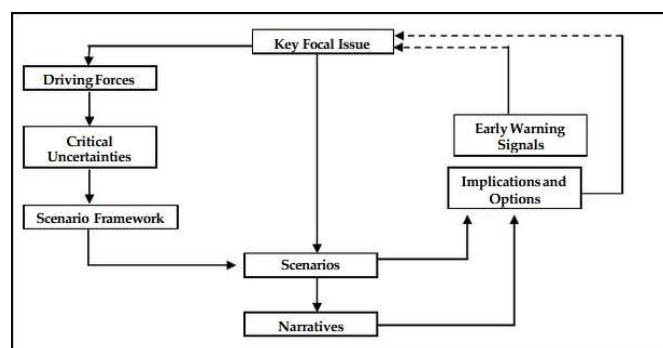 Key Focal Issue
Driving Forces
Critical
Uncertainties
Scenario Framework
Early Warning
Signals
Implications and
Options
Scenarios
Narratives